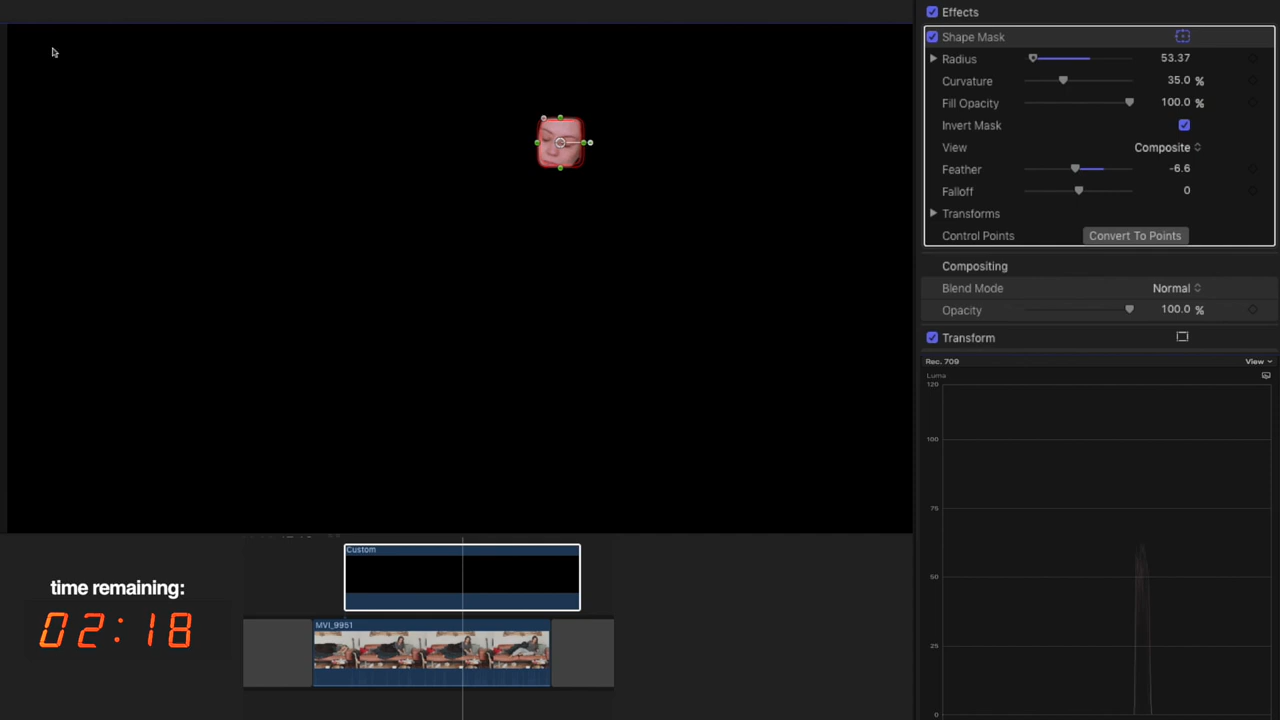 Effects
Shape Mask
Radius 53.37
Curvature 35.0 %
Fill Opacity 100.0 %
Invert Mask
View Composite
Feather -6.6
Falloff 0
Transforms
Control Points Convert To Points
Compositing
Blend Mode Normal
Opacity 100.0 %
Transform
Rec. 709 View
Luma
120
100
75
50
25
0
Custom
MVI_9951
time remaining:
02:18